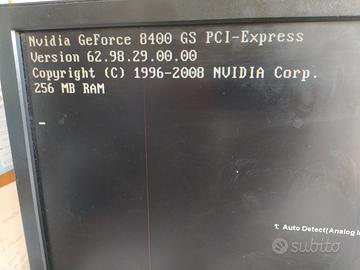 Nvidia GeForce 8400 GS PCI-Express
Version 62.98.29.00.00
Copyright (C) 1996-2008 NVIDIA Corp.
256 MB RAM
1: Auto Detect(Analog In
subito